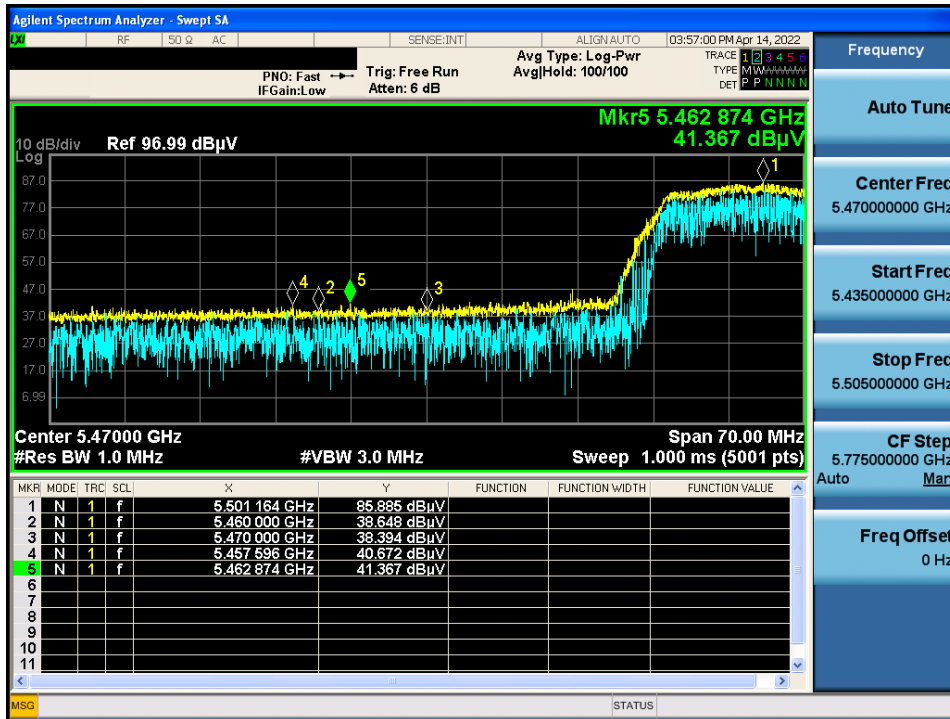 Agilent Spectrum Analyzer - Swept SA
LXI RF 50 Ω AC SENSE:INT ALIGN AUTO 03:57:00 PM Apr 14, 2022
PNO: Fast
IFGain:Low
Trig: Free Run
Atten: 6 dB
Avg Type: Log-Pwr
Avg|Hold: 100/100
TRACE 1 2 3 4 5 6
TYPE M W W W W W
DET P P N N N N
Mkr5 5.462 874 GHz
41.367 dBµV
10 dB/div
Log
Ref 96.99 dBµV
87.0
77.0
67.0
57.0
47.0
37.0
27.0
17.0
6.99
1
4
2
5
3
Center 5.47000 GHz
Span 70.00 MHz
#Res BW 1.0 MHz
#VBW 3.0 MHz
Sweep 1.000 ms (5001 pts)
MKR MODE TRC SCL X Y FUNCTION FUNCTION WIDTH FUNCTION VALUE
1 N 1 f 5.501 164 GHz 85.885 dBµV
2 N 1 f 5.460 000 GHz 38.648 dBµV
3 N 1 f 5.470 000 GHz 38.394 dBµV
4 N 1 f 5.457 596 GHz 40.672 dBµV
5 N 1 f 5.462 874 GHz 41.367 dBµV
6
7
8
9
10
11
MSG
STATUS
Frequency
Auto Tune
Center Freq
5.470000000 GHz
Start Freq
5.435000000 GHz
Stop Freq
5.505000000 GHz
CF Step
5.775000000 GHz
Auto Man
Freq Offset
0 Hz